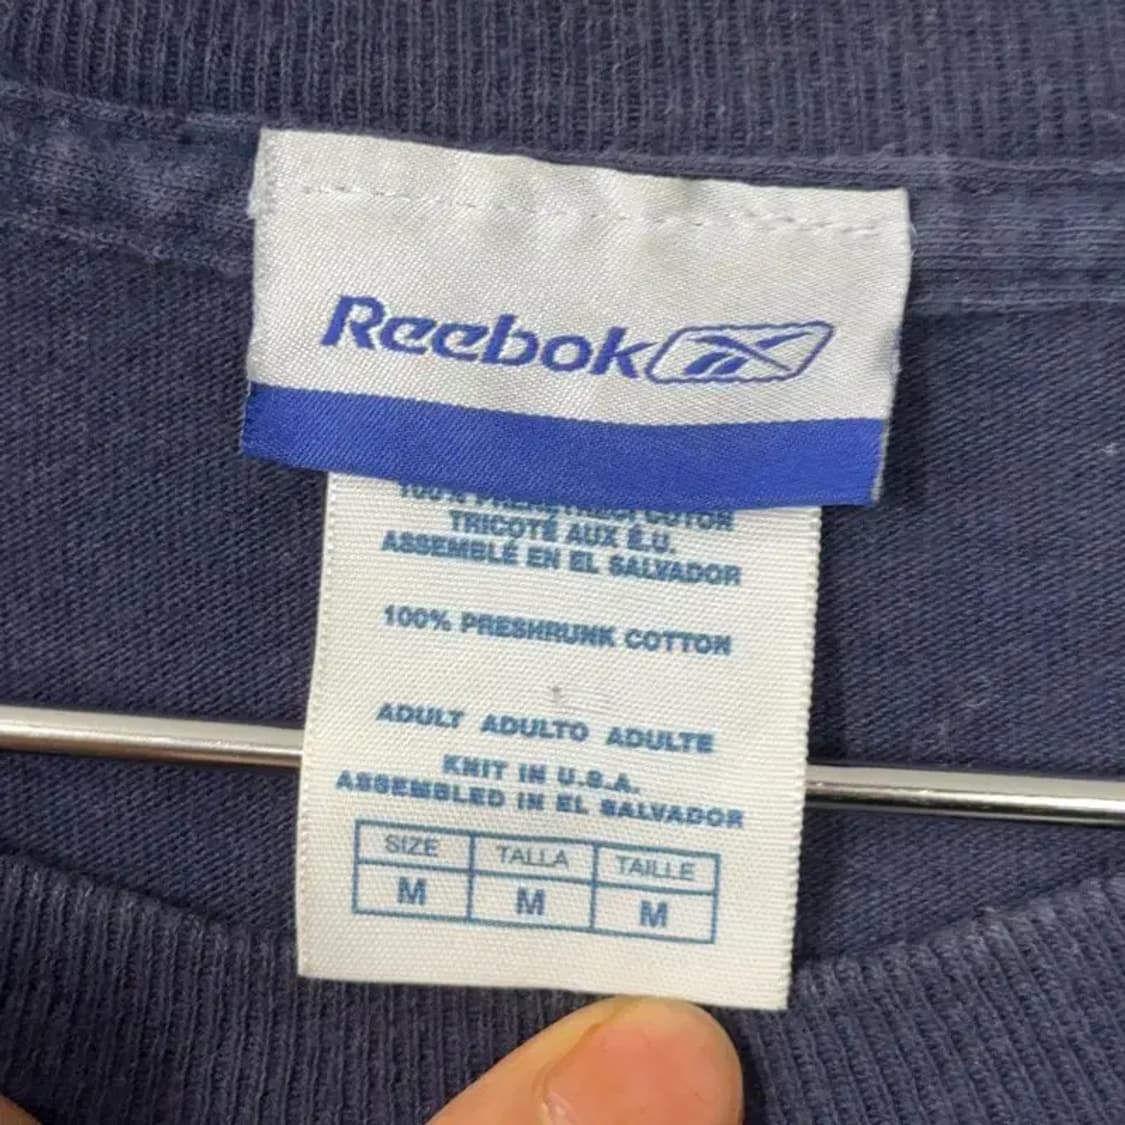 Reebok
100% 
TRICOTÉ AUX É.U.
ASSEMBLÉ EN EL SALVADOR
100% PRESHRUNK COTTON
ADULT ADULTO ADULTE
KNIT IN U.S.A.
ASSEMBLED IN EL SALVADOR
SIZE TALLA TAILLE
M M M